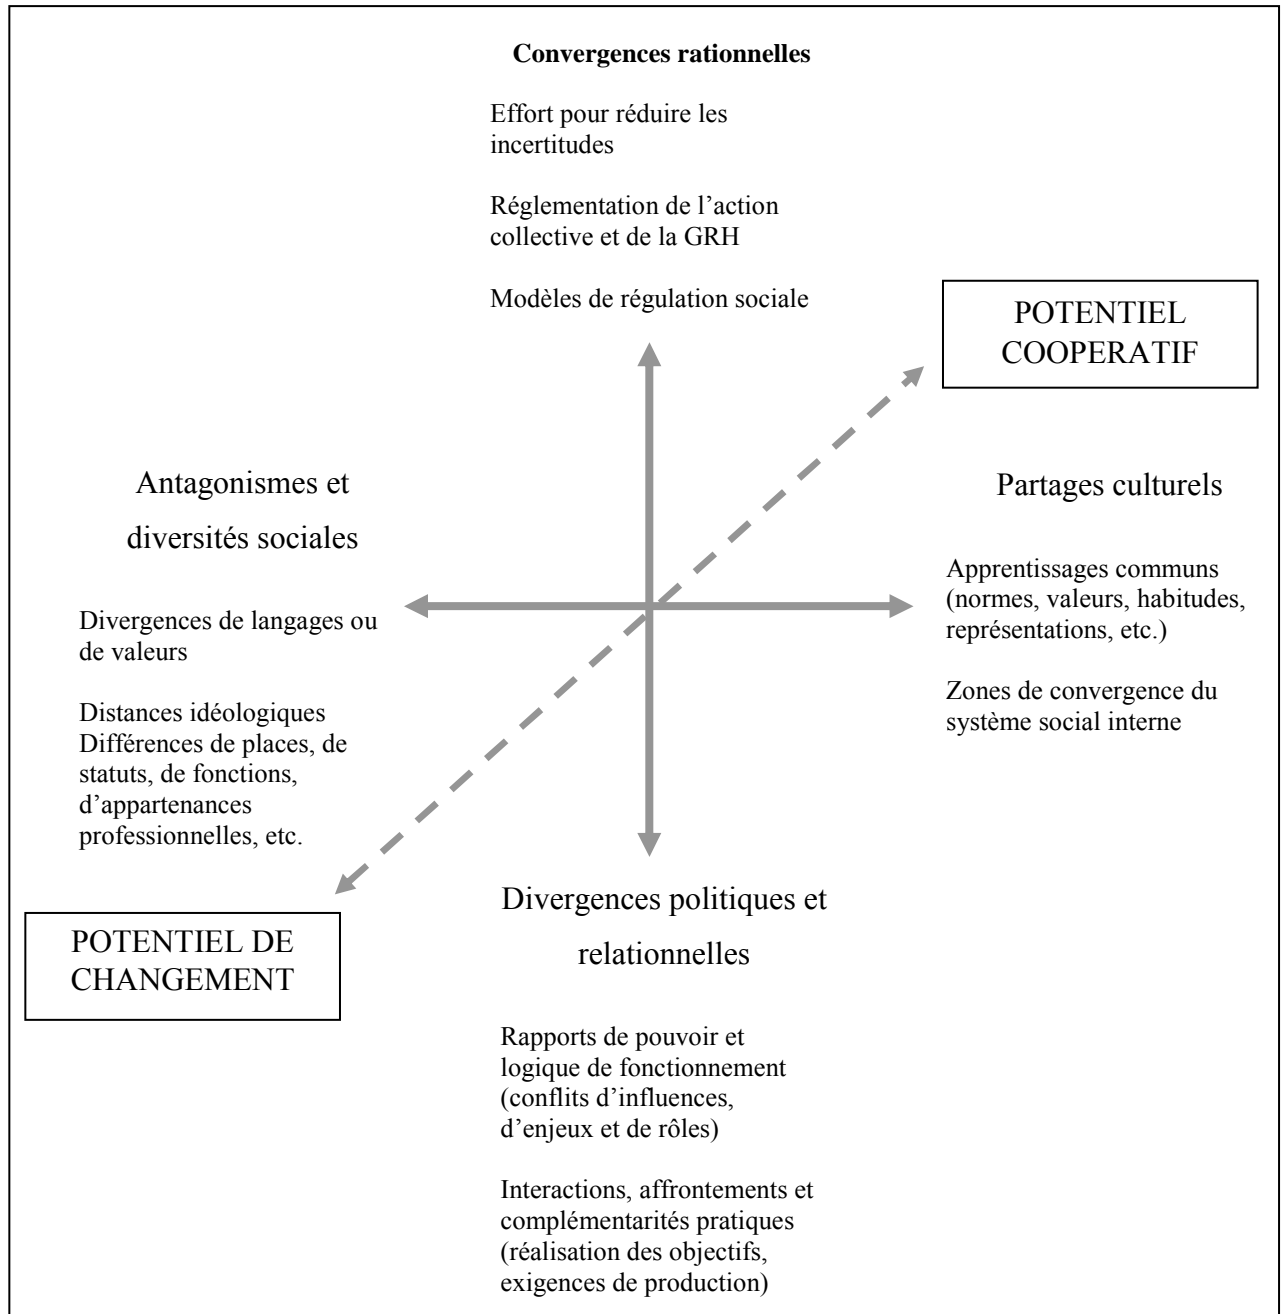 Convergences rationnelles
Effort pour réduire les
incertitudes
Réglementation de l’action
collective et de la GRH
Modèles de régulation sociale
POTENTIEL
COOPERATIF
Antagonismes et
diversités sociales
Divergences de langages ou
de valeurs
Distances idéologiques
Différences de places, de
statuts, de fonctions,
d’appartenances
professionnelles, etc.
Partages culturels
Apprentissages communs
(normes, valeurs, habitudes,
représentations, etc.)
Zones de convergence du
système social interne
POTENTIEL DE
CHANGEMENT
Divergences politiques et
relationnelles
Rapports de pouvoir et
logique de fonctionnement
(conflits d’influences,
d’enjeux et de rôles)
Interactions, affrontements et
complémentarités pratiques
(réalisation des objectifs,
exigences de production)